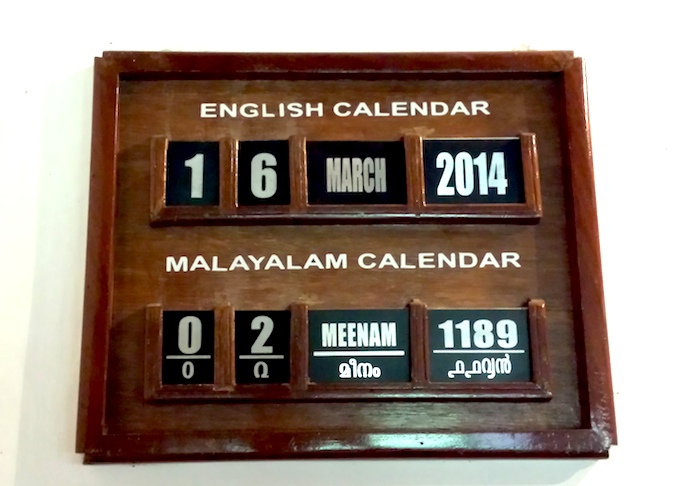 ENGLISH CALENDAR
1 6 MARCH 2014
MALAYALAM CALENDAR
0 2 MEENAM 1189
൦ ൨ മീനം ൧൧൮൯